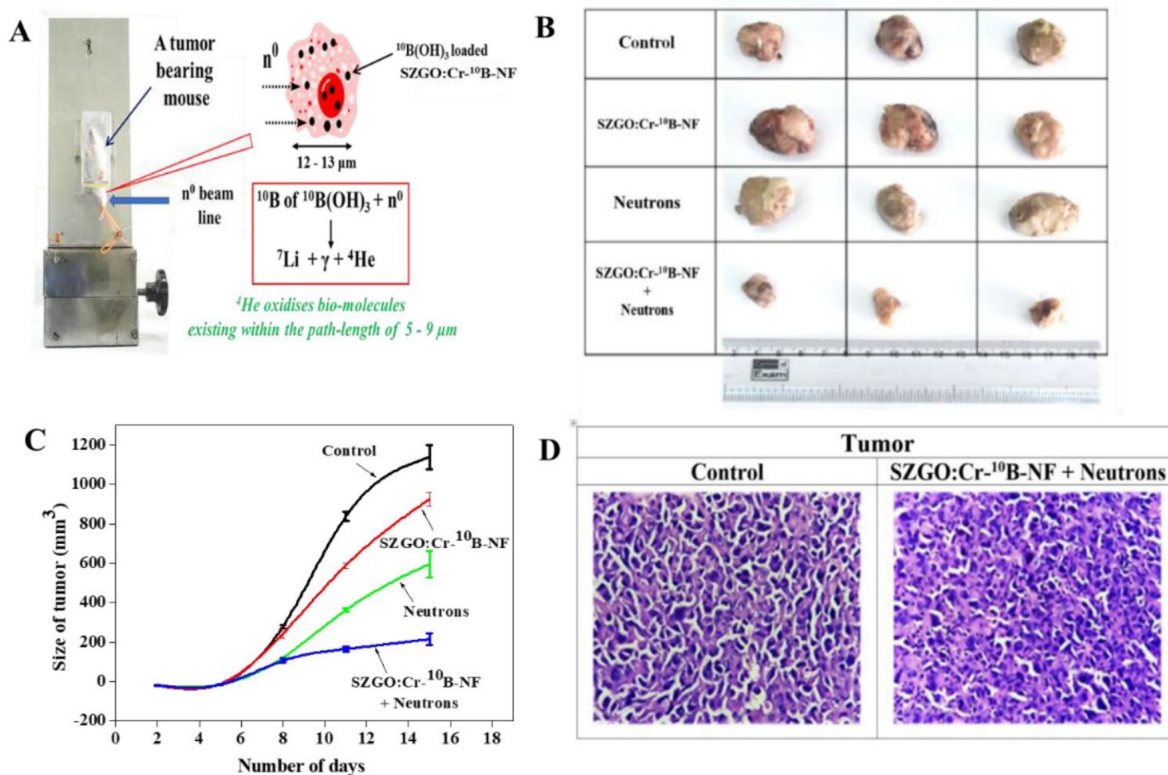 A
A tumor
bearing
mouse
n⁰ beam
line
n⁰
¹⁰B(OH)₃ loaded
SZGO:Cr-¹⁰B-NF
12 - 13 µm
¹⁰B of ¹⁰B(OH)₃ + n⁰
⁷Li + γ + ⁴He
⁴He oxidises bio-molecules
existing within the path-length of 5 - 9 µm
B
Control
SZGO:Cr-¹⁰B-NF
Neutrons
SZGO:Cr-¹⁰B-NF
+
Neutrons
C
Size of tumor (mm³)
1200
1000
800
600
400
200
0
-200
Control
SZGO:Cr-¹⁰B-NF
Neutrons
SZGO:Cr-¹⁰B-NF
+ Neutrons
0 2 4 6 8 10 12 14 16 18
Number of days
D
Tumor
Control SZGO:Cr-¹⁰B-NF + Neutrons